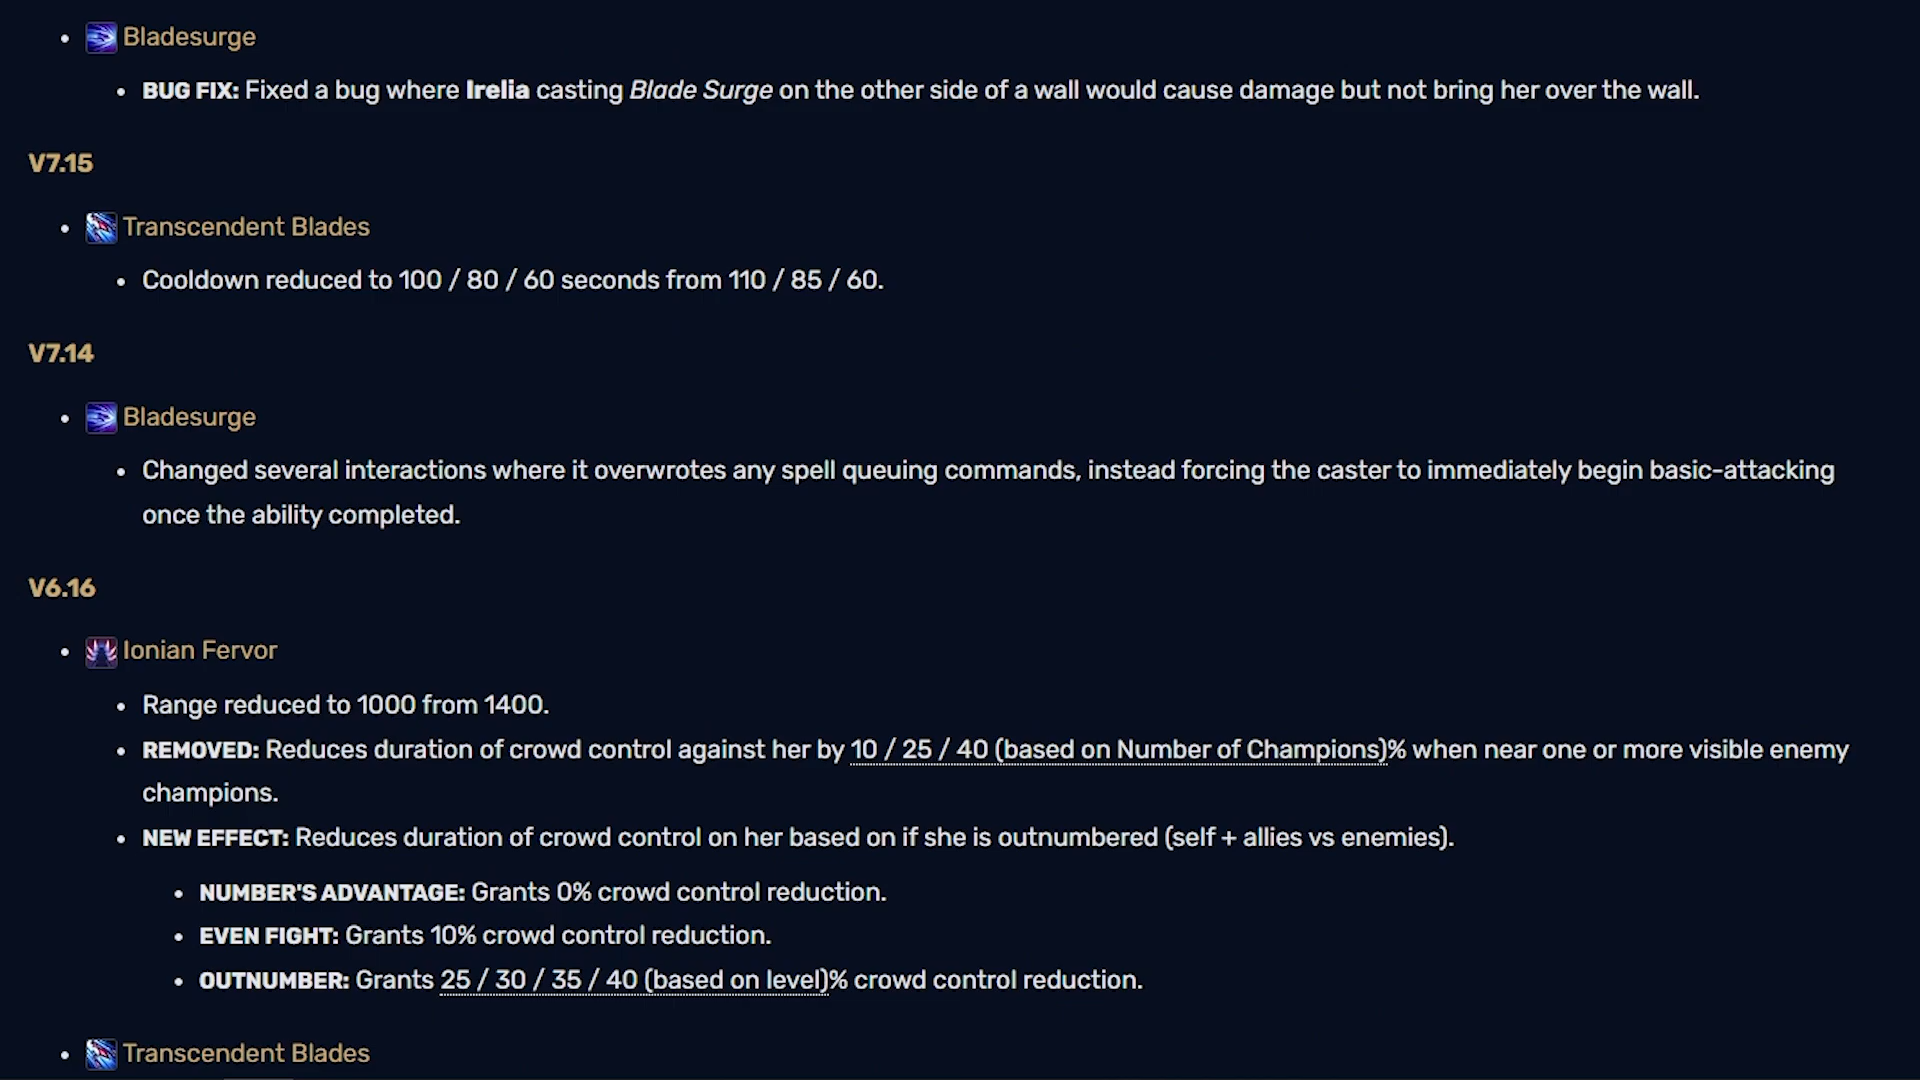 Bladesurge
BUG FIX: Fixed a bug where Irelia casting Blade Surge on the other side of a wall would cause damage but not bring her over the wall.
V7.15
Transcendent Blades
Cooldown reduced to 100 / 80 / 60 seconds from 110 / 85 / 60.
V7.14
Bladesurge
Changed several interactions where it overwrotes any spell queuing commands, instead forcing the caster to immediately begin basic-attacking
once the ability completed.
V6.16
Ionian Fervor
Range reduced to 1000 from 1400.
REMOVED: Reduces duration of crowd control against her by 10 / 25 / 40 (based on Number of Champions)% when near one or more visible enemy
champions.
NEW EFFECT: Reduces duration of crowd control on her based on if she is outnumbered (self + allies vs enemies).
NUMBER'S ADVANTAGE: Grants 0% crowd control reduction.
EVEN FIGHT: Grants 10% crowd control reduction.
OUTNUMBER: Grants 25 / 30 / 35 / 40 (based on level)% crowd control reduction.
Transcendent Blades